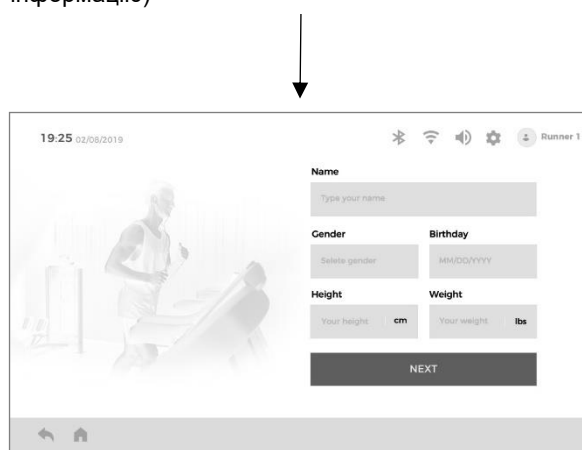 інформацію)
19:25 02/08/2019
Runner 1
Name
Type your name
Gender
Birthday
Selete gender
MM/DD/YYYY
Height
Weight
Your height cm
Your weight lbs
NEXT